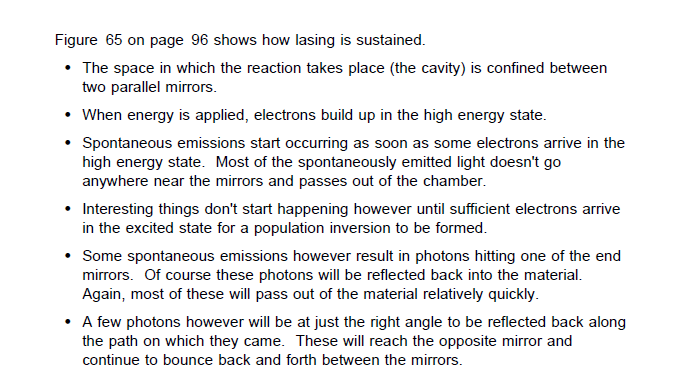 Figure 65 on page 96 shows how lasing is sustained.
• The space in which the reaction takes place (the cavity) is confined between
two parallel mirrors.
• When energy is applied, electrons build up in the high energy state.
• Spontaneous emissions start occurring as soon as some electrons arrive in the
high energy state. Most of the spontaneously emitted light doesn't go
anywhere near the mirrors and passes out of the chamber.
• Interesting things don't start happening however until sufficient electrons arrive
in the excited state for a population inversion to be formed.
• Some spontaneous emissions however result in photons hitting one of the end
mirrors. Of course these photons will be reflected back into the material.
Again, most of these will pass out of the material relatively quickly.
• A few photons however will be at just the right angle to be reflected back along
the path on which they came. These will reach the opposite mirror and
continue to bounce back and forth between the mirrors.